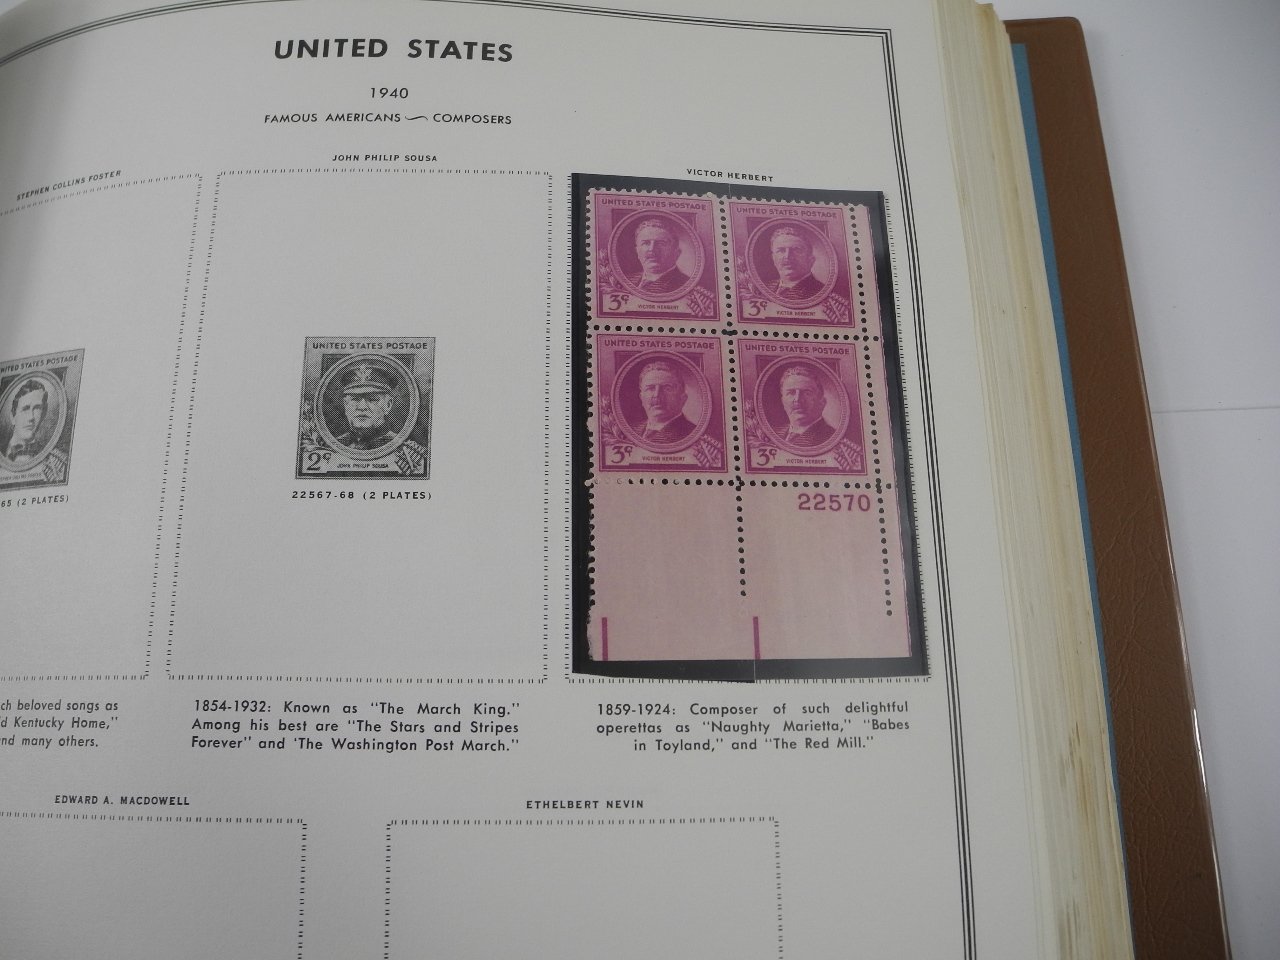 UNITED STATES
1940
FAMOUS AMERICANS COMPOSERS
STEPHEN COLLINS FOSTER
UNITED STATES POSTAGE
65 (2 PLATES)
ch beloved songs as
d Kentucky Home,"
nd many others.
JOHN PHILIP SOUSA
UNITED STATES POSTAGE
2¢
JOHN PHILIP SOUSA
22567-68 (2 PLATES)
1854-1932: Known as "The March King."
Among his best are "The Stars and Stripes
Forever" and 'The Washington Post March."
VICTOR HERBERT
UNITED STATES POSTAGE
3¢ VICTOR HERBERT
UNITED STATES POSTAGE
3¢ VICTOR HERBERT
UNITED STATES POSTAGE
3¢ VICTOR HERBERT
UNITED STATES POSTAGE
3¢ VICTOR HERBERT
22570
1859-1924: Composer of such delightful
operettas as "Naughty Marietta," "Babes
in Toyland," and "The Red Mill."
EDWARD A. MACDOWELL
ETHELBERT NEVIN